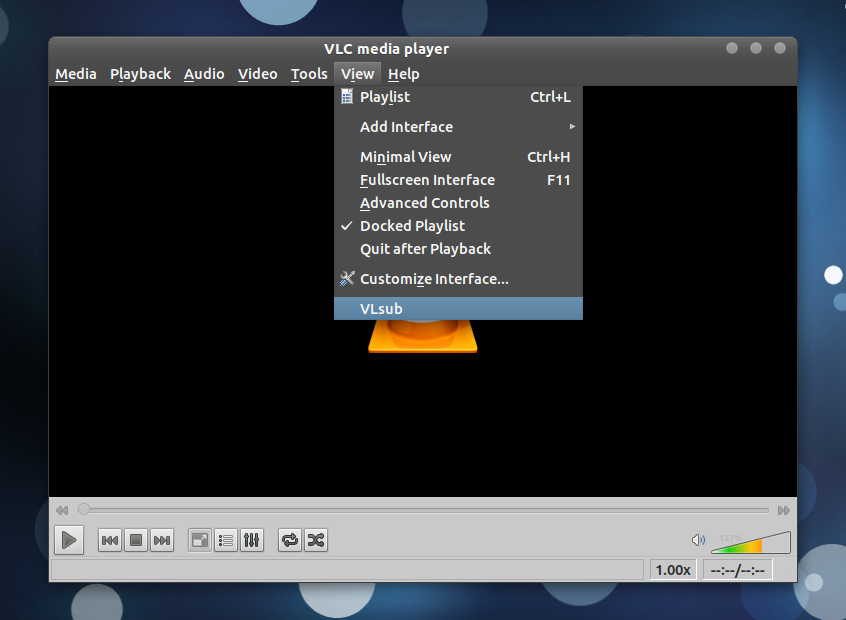 VLC media player
Media Playback Audio Video Tools View Help
Playlist Ctrl+L
Add Interface
Minimal View Ctrl+H
Fullscreen Interface F11
Advanced Controls
Docked Playlist
Quit after Playback
Customize Interface...
VLsub
127%
1.00x --:--/--:--